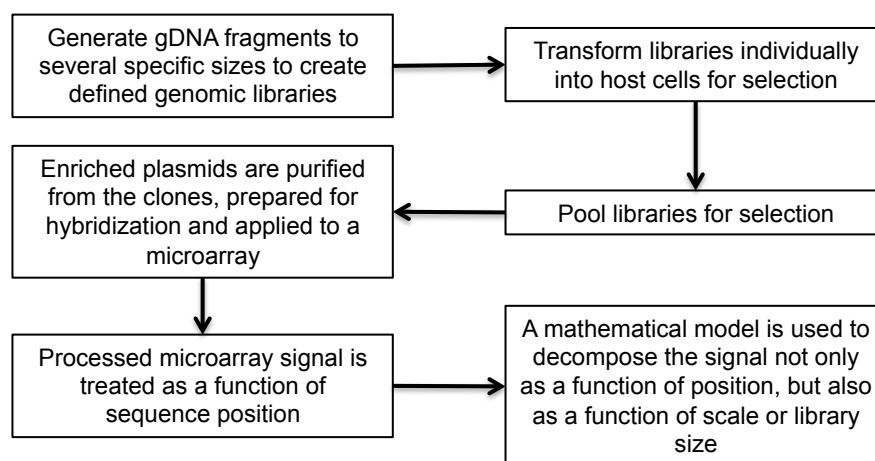 Generate gDNA fragments to
several specific sizes to create
defined genomic libraries
Transform libraries individually
into host cells for selection
Pool libraries for selection
Enriched plasmids are purified
from the clones, prepared for
hybridization and applied to a
microarray
Processed microarray signal is
treated as a function of
sequence position
A mathematical model is used to
decompose the signal not only
as a function of position, but also
as a function of scale or library
size